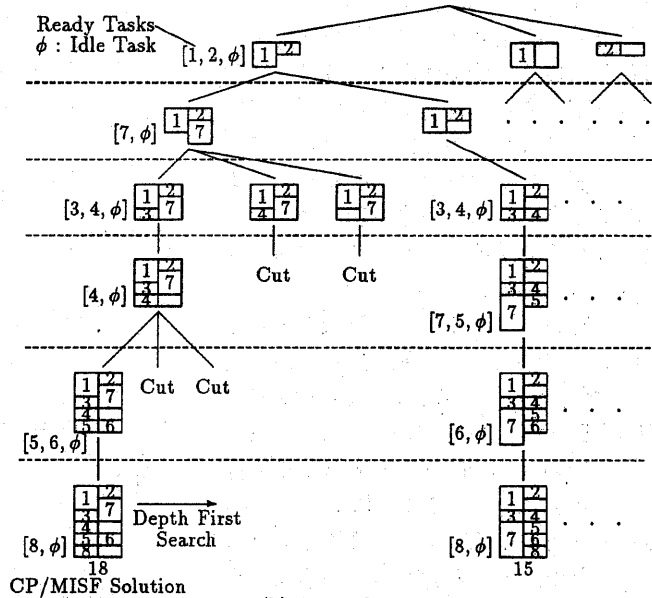 Ready Tasks
φ : Idle Task
[1, 2, φ] 1 2 1 2
[7, φ] 1 2 7 1 2 . . . . . . . .
[3, 4, φ] 1 2 3 7 1 2 4 7 1 2 7 [3, 4, φ] 1 2 3 4 . . .
Cut Cut
[4, φ] 1 2 3 7 4 [7, 5, φ] 1 2 3 4 7 5 . . .
Cut Cut
[5, 6, φ] 1 2 3 7 4 5 6 [6, φ] 1 2 3 4 7 5 6 . . .
[8, φ] 1 2 3 7 4 5 6 8 [8, φ] 1 2 3 4 7 5 6 8 . . .
Depth First
Search
18 15
CP/MISF Solution